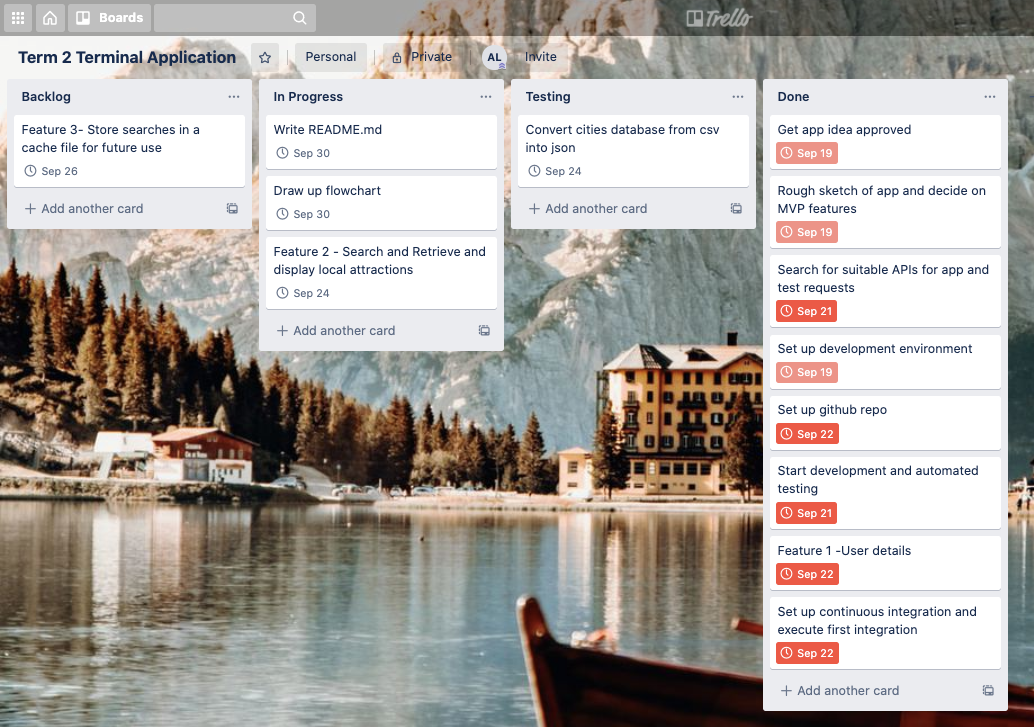 Boards
Trello
Term 2 Terminal Application
Personal
Private
AL
Invite
Backlog
Feature 3- Store searches in a
cache file for future use
Sep 26
+ Add another card
In Progress
Write README.md
Sep 30
Draw up flowchart
Sep 30
Feature 2 - Search and Retrieve and
display local attractions
Sep 24
+ Add another card
Testing
Convert cities database from csv
into json
Sep 24
+ Add another card
Done
Get app idea approved
Sep 19
Rough sketch of app and decide on
MVP features
Sep 19
Search for suitable APIs for app and
test requests
Sep 21
Set up development environment
Sep 19
Set up github repo
Sep 22
Start development and automated
testing
Sep 21
Feature 1 -User details
Sep 22
Set up continuous integration and
execute first integration
Sep 22
+ Add another card